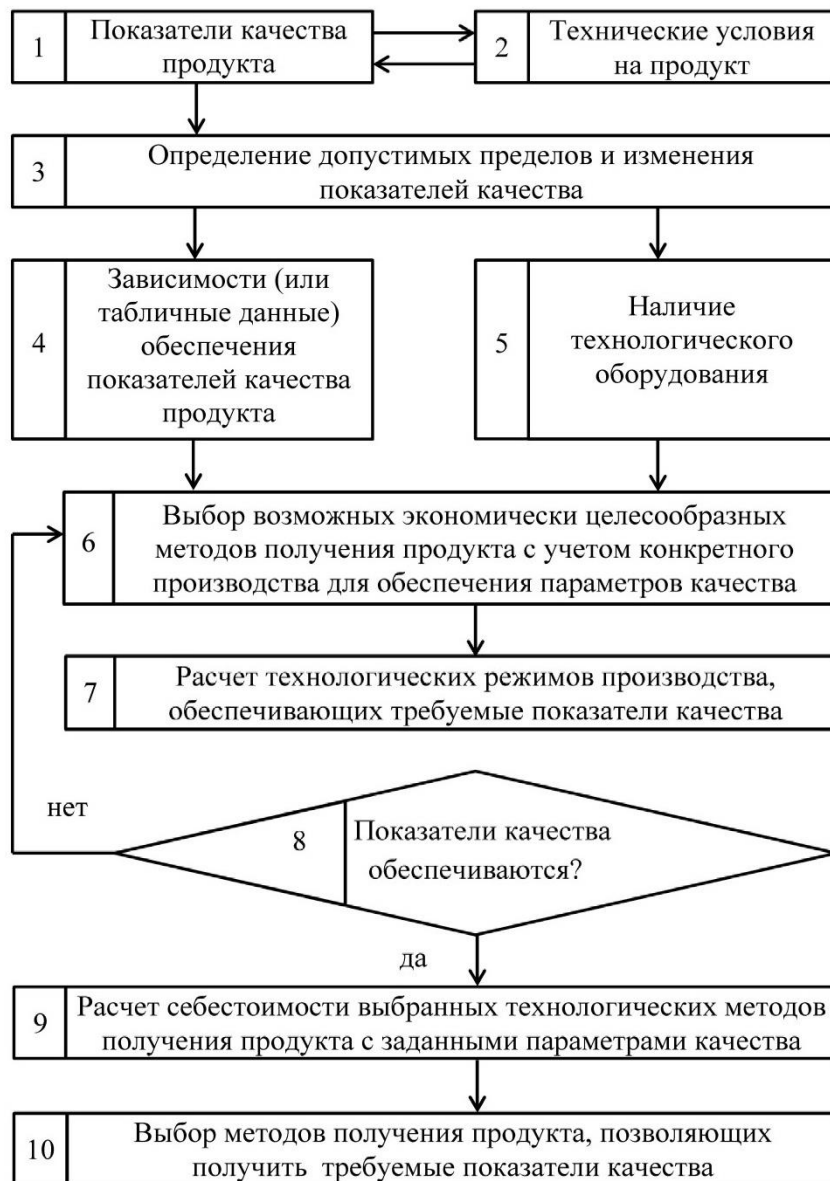 1
Показатели качества
продукта
2
Технические условия
на продукт
3
Определение допустимых пределов и изменения
показателей качества
4
Зависимости (или
табличные данные)
обеспечения
показателей качества
продукта
5
Наличие
технологического
оборудования
6
Выбор возможных экономически целесообразных
методов получения продукта с учетом конкретного
производства для обеспечения параметров качества
7
Расчет технологических режимов производства,
обеспечивающих требуемые показатели качества
нет
8
Показатели качества
обеспечиваются?
да
9
Расчет себестоимости выбранных технологических методов
получения продукта с заданными параметрами качества
10
Выбор методов получения продукта, позволяющих
получить требуемые показатели качества